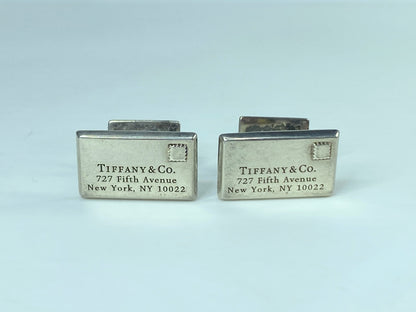 TIFFANY & CO.
727 Fifth Avenue
New York, NY 10022
TIFFANY & CO.
727 Fifth Avenue
New York, NY 10022